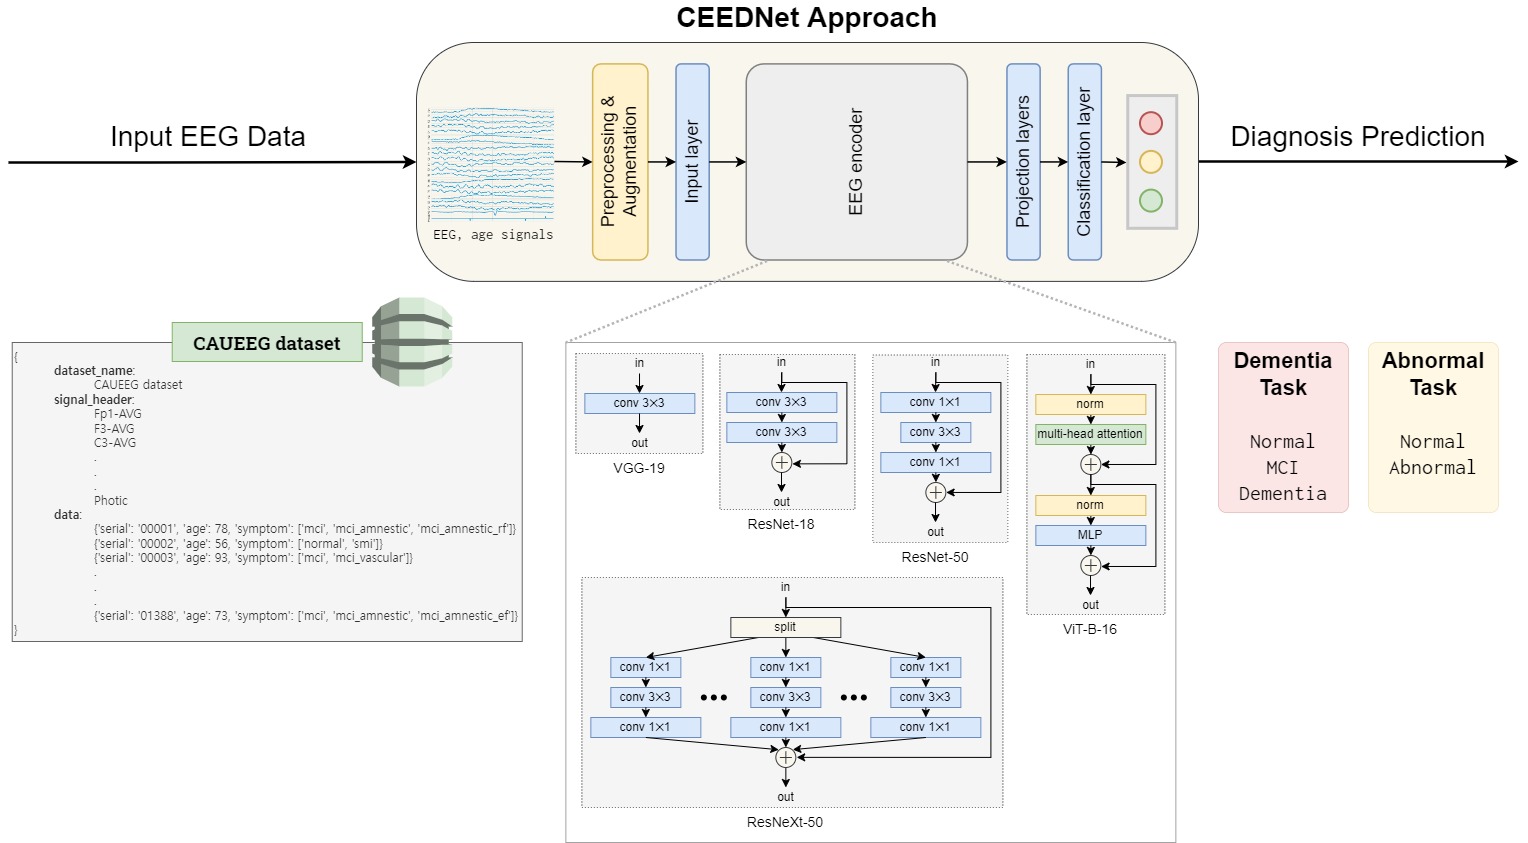 CEEDNet Approach
Input EEG Data
EEG, age signals
Preprocessing &
Augmentation
Input layer
EEG encoder
Projection layers
Classification layer
Diagnosis Prediction
CAUEEG dataset
{
dataset_name:
CAUEEG dataset
signal_header:
Fp1-AVG
F3-AVG
C3-AVG
.
.
.
Photic
data:
{'serial': '00001', 'age': 78, 'symptom': ['mci', 'mci_amnestic', 'mci_amnestic_rf']}
{'serial': '00002', 'age': 56, 'symptom': ['normal', 'smi']}
{'serial': '00003', 'age': 93, 'symptom': ['mci', 'mci_vascular']}
.
.
.
{'serial': '01388', 'age': 73, 'symptom': ['mci', 'mci_amnestic', 'mci_amnestic_ef']}
}
in
conv 3×3
out
VGG-19
in
conv 3×3
conv 3×3
out
ResNet-18
in
conv 1×1
conv 3×3
conv 1×1
out
ResNet-50
in
norm
multi-head attention
norm
MLP
out
ViT-B-16
in
split
conv 1×1 conv 1×1 conv 1×1
conv 3×3 ••• conv 3×3 ••• conv 3×3
conv 1×1 conv 1×1 conv 1×1
out
ResNeXt-50
Dementia
Task
Normal
MCI
Dementia
Abnormal
Task
Normal
Abnormal